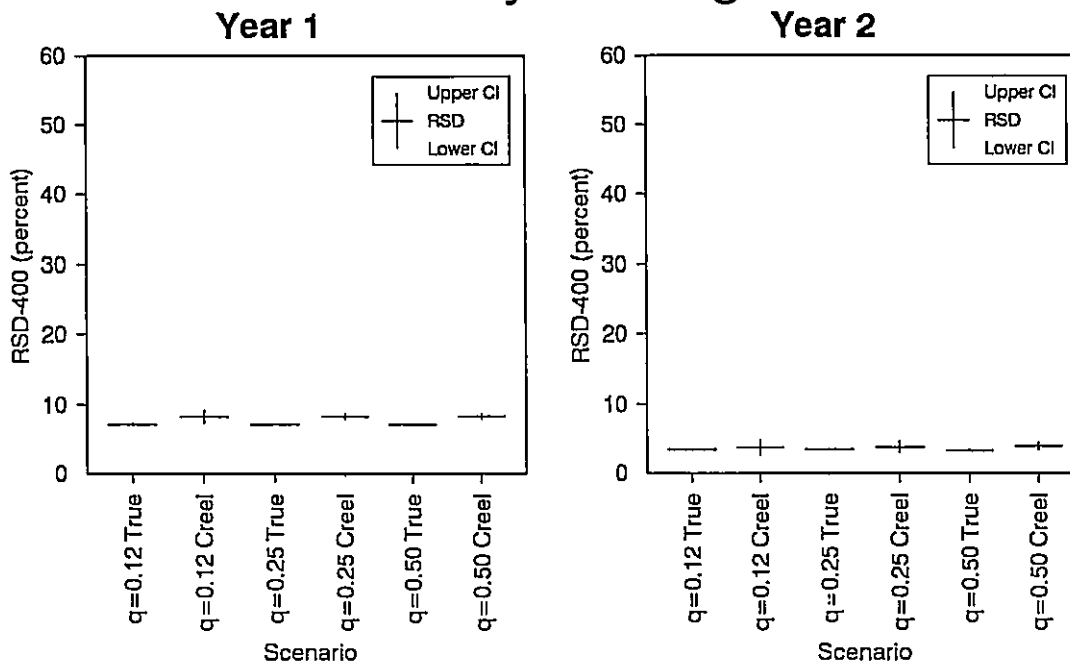 Year 1
60
50
40
30
20
10
0
RSD-400 (percent)
Upper CI
RSD
Lower CI
q=0.12 True
q=0.12 Creel
q=0.25 True
q=0.25 Creel
q=0.50 True
q=0.50 Creel
Scenario
Year 2
60
50
40
30
20
10
0
RSD-400 (percent)
Upper CI
RSD
Lower CI
q=0.12 True
q=0.12 Creel
q=0.25 True
q=0.25 Creel
q=0.50 True
q=0.50 Creel
Scenario